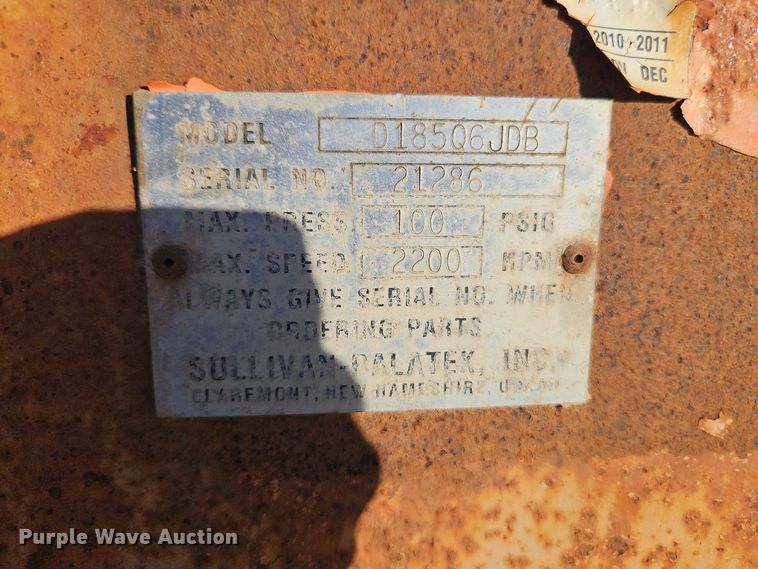 2010-2011
DEC
MODEL D185Q6JDB
SERIAL NO. 21286
MAX. PRESS. 100 PSIG
MAX. SPEED. 2200 RPM
ALWAYS GIVE SERIAL NO. WHEN
ORDERING PARTS
SULLIVAN-PALATEK, INC.
CLAREMONT, NEW HAMPSHIRE, U.S.A.
Purple Wave Auction®